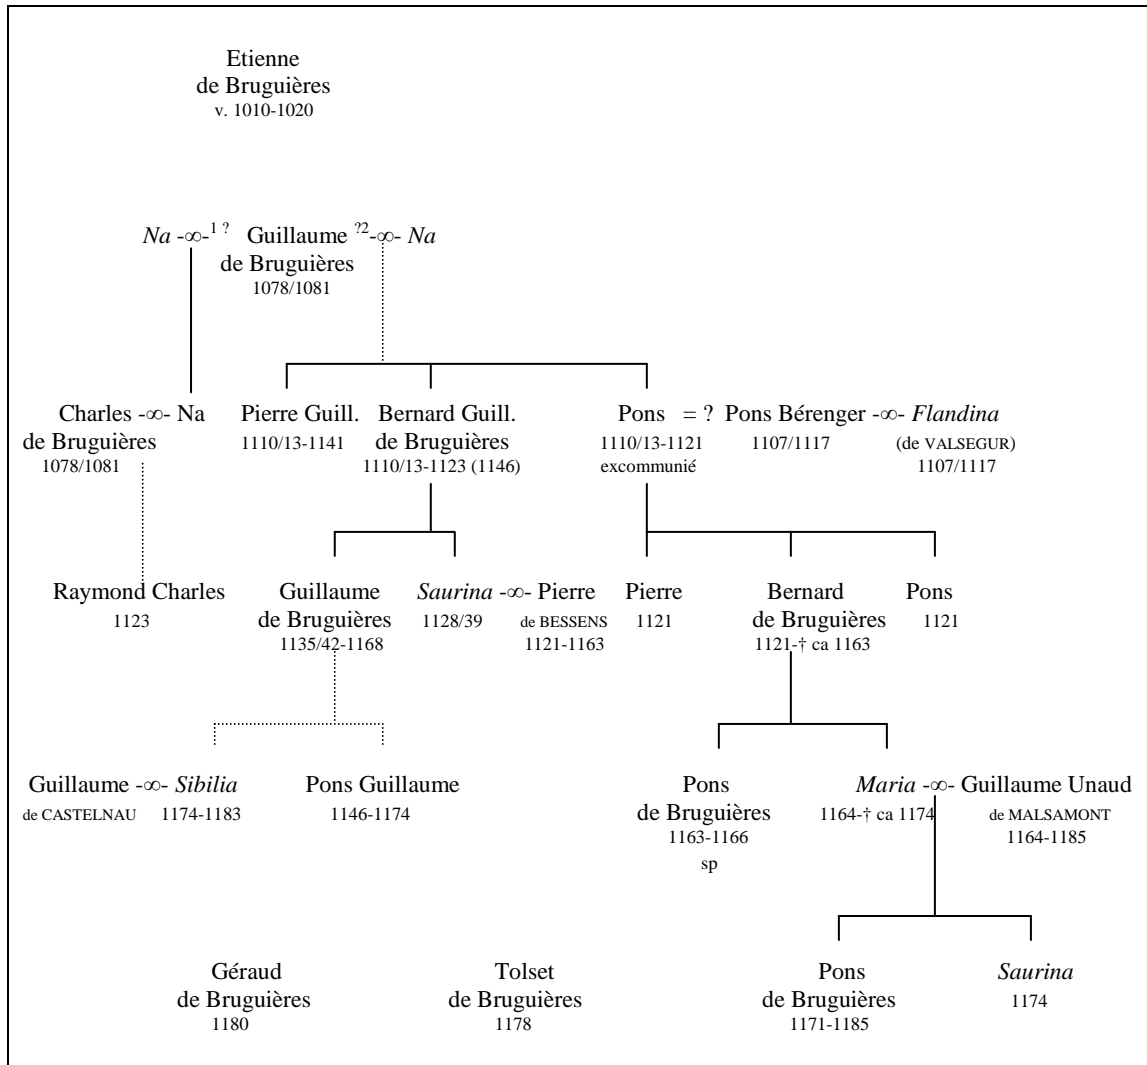 Etienne
de Bruguières
v. 1010-1020
Na -∞-1 ? Guillaume ?2-∞- Na
de Bruguières
1078/1081
Charles -∞- Na Pierre Guill. Bernard Guill. Pons = ? Pons Bérenger -∞- Flandina
de Bruguières 1110/13-1141 de Bruguières 1110/13-1121 1107/1117 (de VALSEGUR)
1078/1081 1110/13-1123 (1146) excommunié 1107/1117
Raymond Charles Guillaume Saurina -∞- Pierre Pierre Bernard Pons
1123 de Bruguières 1128/39 de BESSENS 1121 de Bruguières 1121
1135/42-1168 1121-1163 1121-† ca 1163
Guillaume -∞- Sibilia Pons Guillaume Pons Maria -∞- Guillaume Unaud
de CASTELNAU 1174-1183 1146-1174 de Bruguières 1164-† ca 1174 de MALSAMONT
1163-1166 1164-1185
sp
Géraud Tolset Pons Saurina
de Bruguières de Bruguières de Bruguières 1174
1180 1178 1171-1185